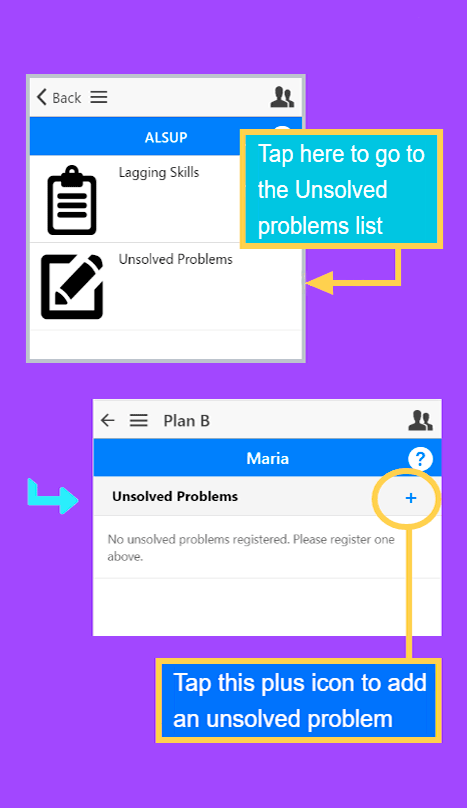 Back
ALSUP
Lagging Skills
Tap here to go to
the Unsolved
problems list
Unsolved Problems
Plan B
Maria
?
Unsolved Problems
+
No unsolved problems registered. Please register one
above.
Tap this plus icon to add
an unsolved problem